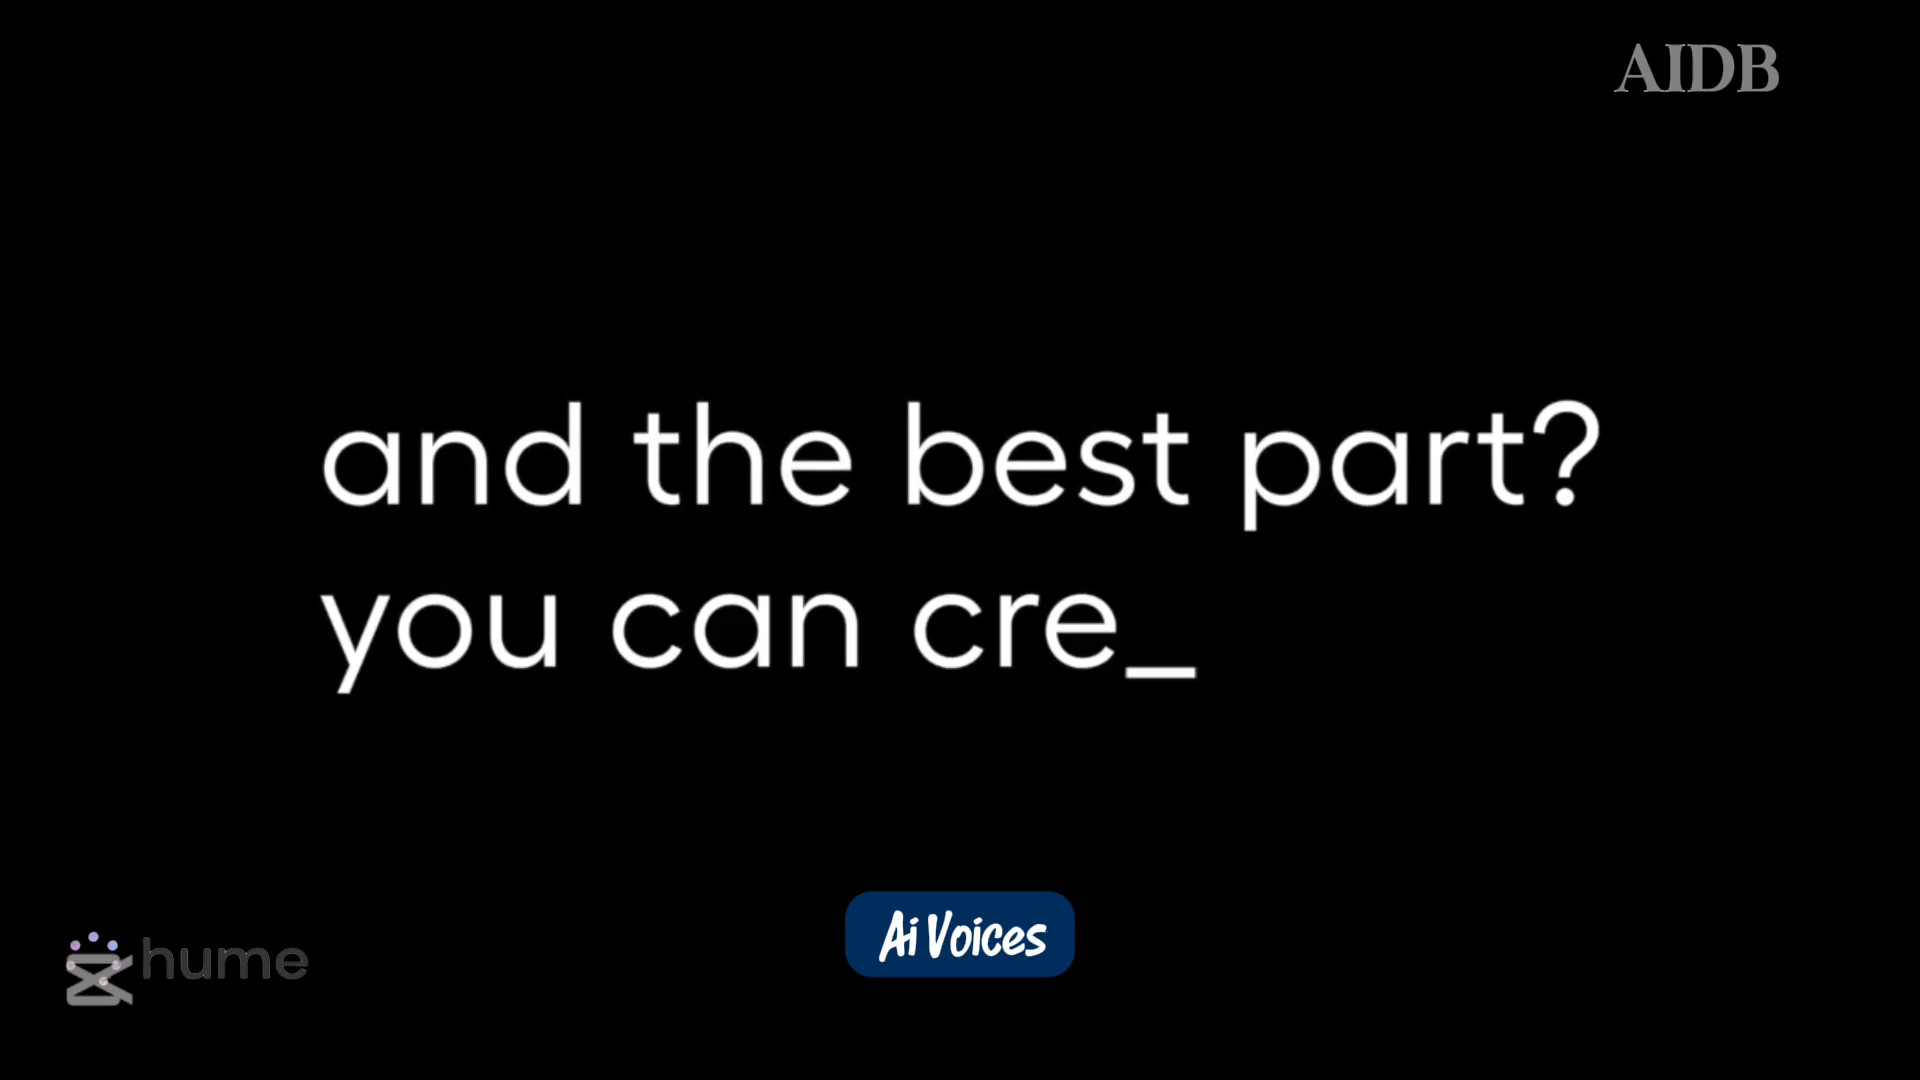 AIDB
and the best part?
you can cre_
Ai Voices
hume